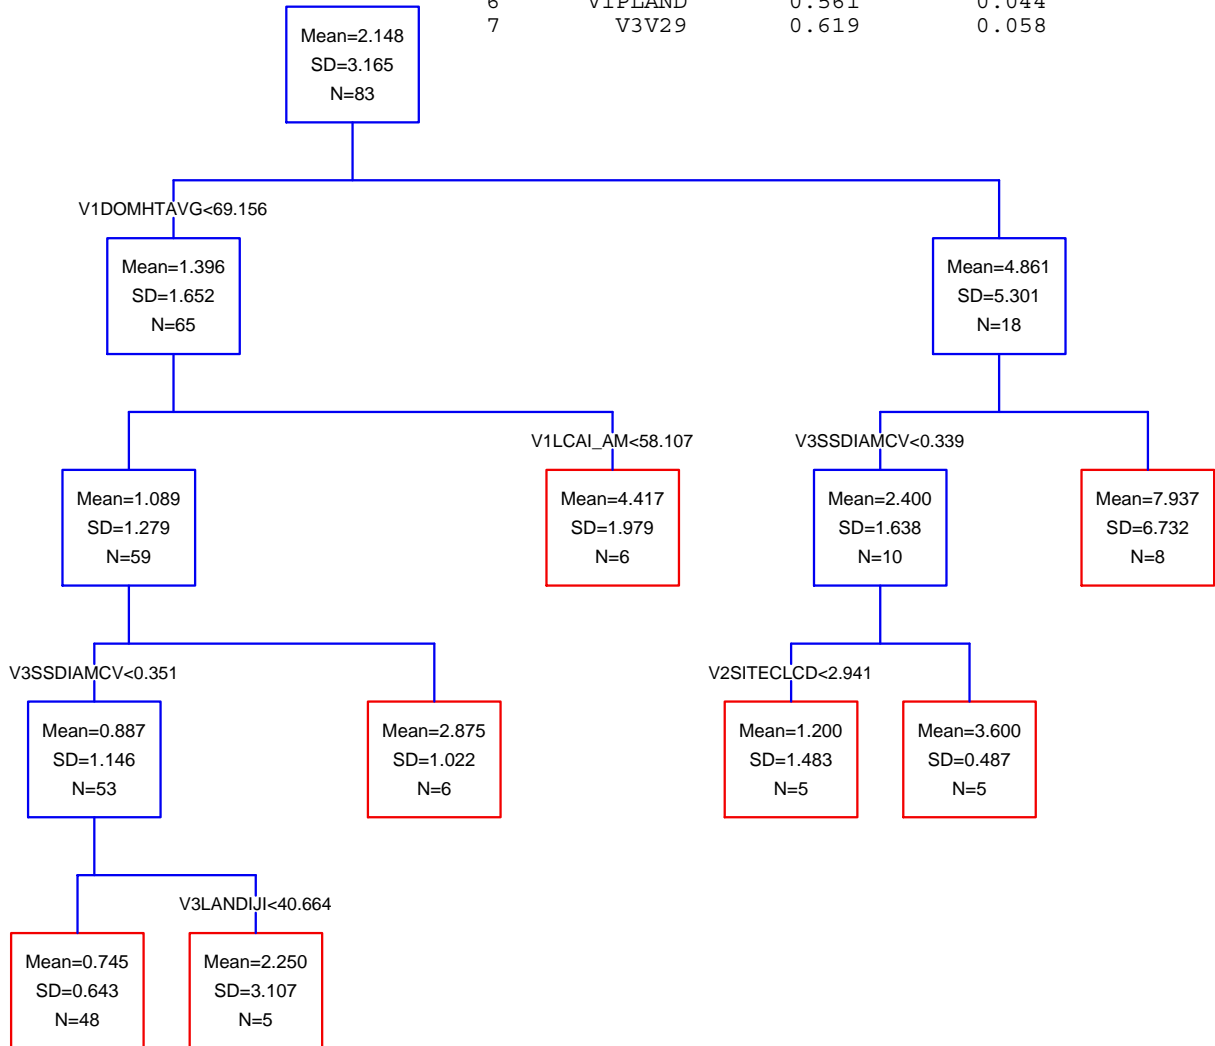 6 V1PLAND 0.561 0.044
7 V3V29 0.619 0.058
Mean=2.148
SD=3.165
N=83
V1DOMHTAVG<69.156
Mean=1.396
SD=1.652
N=65
Mean=4.861
SD=5.301
N=18
V1LCAI_AM<58.107
V3SSDIAMCV<0.339
Mean=1.089
SD=1.279
N=59
Mean=4.417
SD=1.979
N=6
Mean=2.400
SD=1.638
N=10
Mean=7.937
SD=6.732
N=8
V3SSDIAMCV<0.351
V2SITECLCD<2.941
Mean=0.887
SD=1.146
N=53
Mean=2.875
SD=1.022
N=6
Mean=1.200
SD=1.483
N=5
Mean=3.600
SD=0.487
N=5
V3LANDIJI<40.664
Mean=0.745
SD=0.643
N=48
Mean=2.250
SD=3.107
N=5